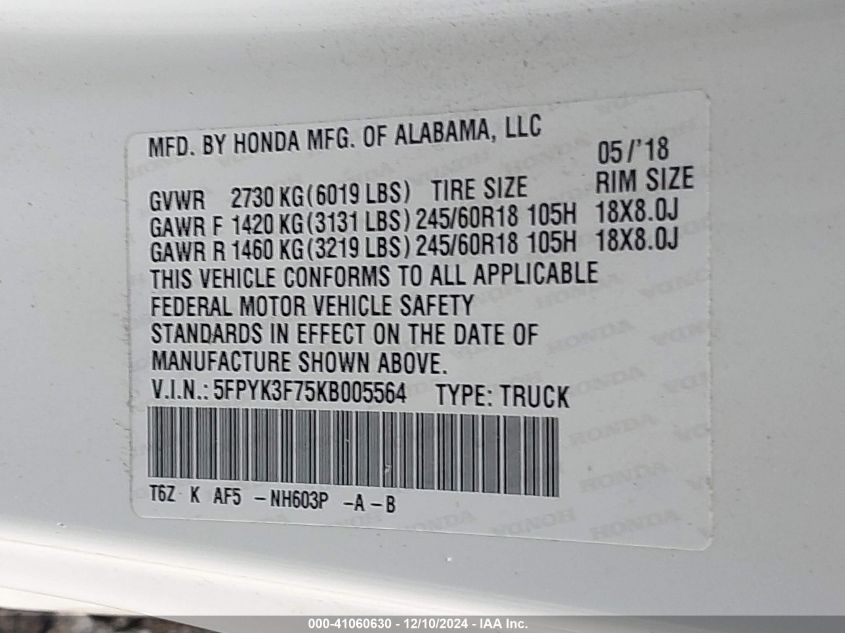 MFD. BY HONDA MFG. OF ALABAMA, LLC
05/'18
GVWR 2730 KG(6019 LBS) TIRE SIZE RIM SIZE
GAWR F 1420 KG(3131 LBS) 245/60R18 105H 18X8.0J
GAWR R 1460 KG(3219 LBS) 245/60R18 105H 18X8.0J
THIS VEHICLE CONFORMS TO ALL APPLICABLE
FEDERAL MOTOR VEHICLE SAFETY
STANDARDS IN EFFECT ON THE DATE OF
MANUFACTURE SHOWN ABOVE.
V.I.N.: 5FPYK3F75KB005564 TYPE: TRUCK
T6Z K AF5 -NH603P -A-B
000-41060630 - 12/10/2024 - IAA Inc.